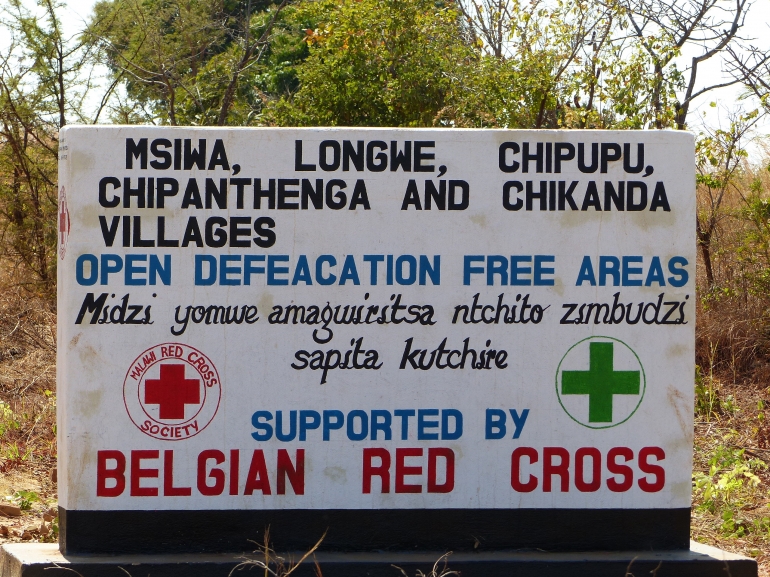 MSIWA, LONGWE, CHIPUPU,
CHIPANTHENGA AND CHIKANDA
VILLAGES
OPEN DEFEACATION FREE AREAS
Midzi yomwe amagwiritsa ntchito zimbudzi
sapita kutchire
MALAWI RED CROSS
SOCIETY
SUPPORTED BY
BELGIAN RED CROSS